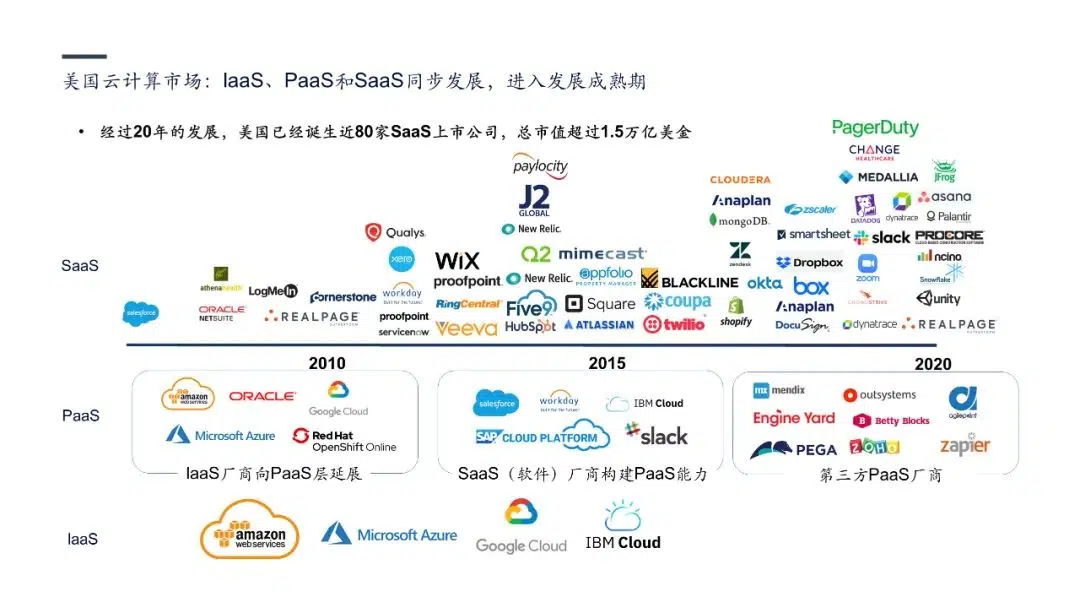 美国云计算市场：IaaS、PaaS和SaaS同步发展，进入发展成熟期
• 经过20年的发展，美国已经诞生近80家SaaS上市公司，总市值超过1.5万亿美金
SaaS
PagerDuty
CHANGE
HEALTHCARE
paylocity
CLOUDERA
MEDALLIA
JFrog
J2
GLOBAL
Anaplan
zscaler
DATADOG
dynatrace
asana
Palantir
Qualys.
New Relic.
mongoDB.
smartsheet
slack
PROCORE
xero
WiX
Q2
mimecast
zendesk
Dropbox
zoom
ncino
athenahealth
LogMeIn
workday
proofpoint.
New Relic.
appfolio
PROPERTY MANAGER
BLACKLINE
okta
box
snowflake
salesforce
ORACLE
NETSUITE
REALPAGE
Cornerstone
proofpoint
servicenow
RingCentral
veeva
Five9
HubSpot
Square
ATLASSIAN
coupa
twilio
shopify
Anaplan
DocuSign
CROWDSTRIKE
dynatrace
unity
REALPAGE
2010
2015
2020
PaaS
amazon
web services
ORACLE
Google Cloud
Microsoft Azure
Red Hat
OpenShift Online
IaaS厂商向PaaS层延展
salesforce
workday
IBM Cloud
SAP CLOUD PLATFORM
slack
SaaS（软件）厂商构建PaaS能力
mx mendix
outsystems
agilepoint
Engine Yard
B Betty Blocks
PEGA
ZOHO
zapier
第三方PaaS厂商
IaaS
amazon
web services
Microsoft Azure
Google Cloud
IBM Cloud